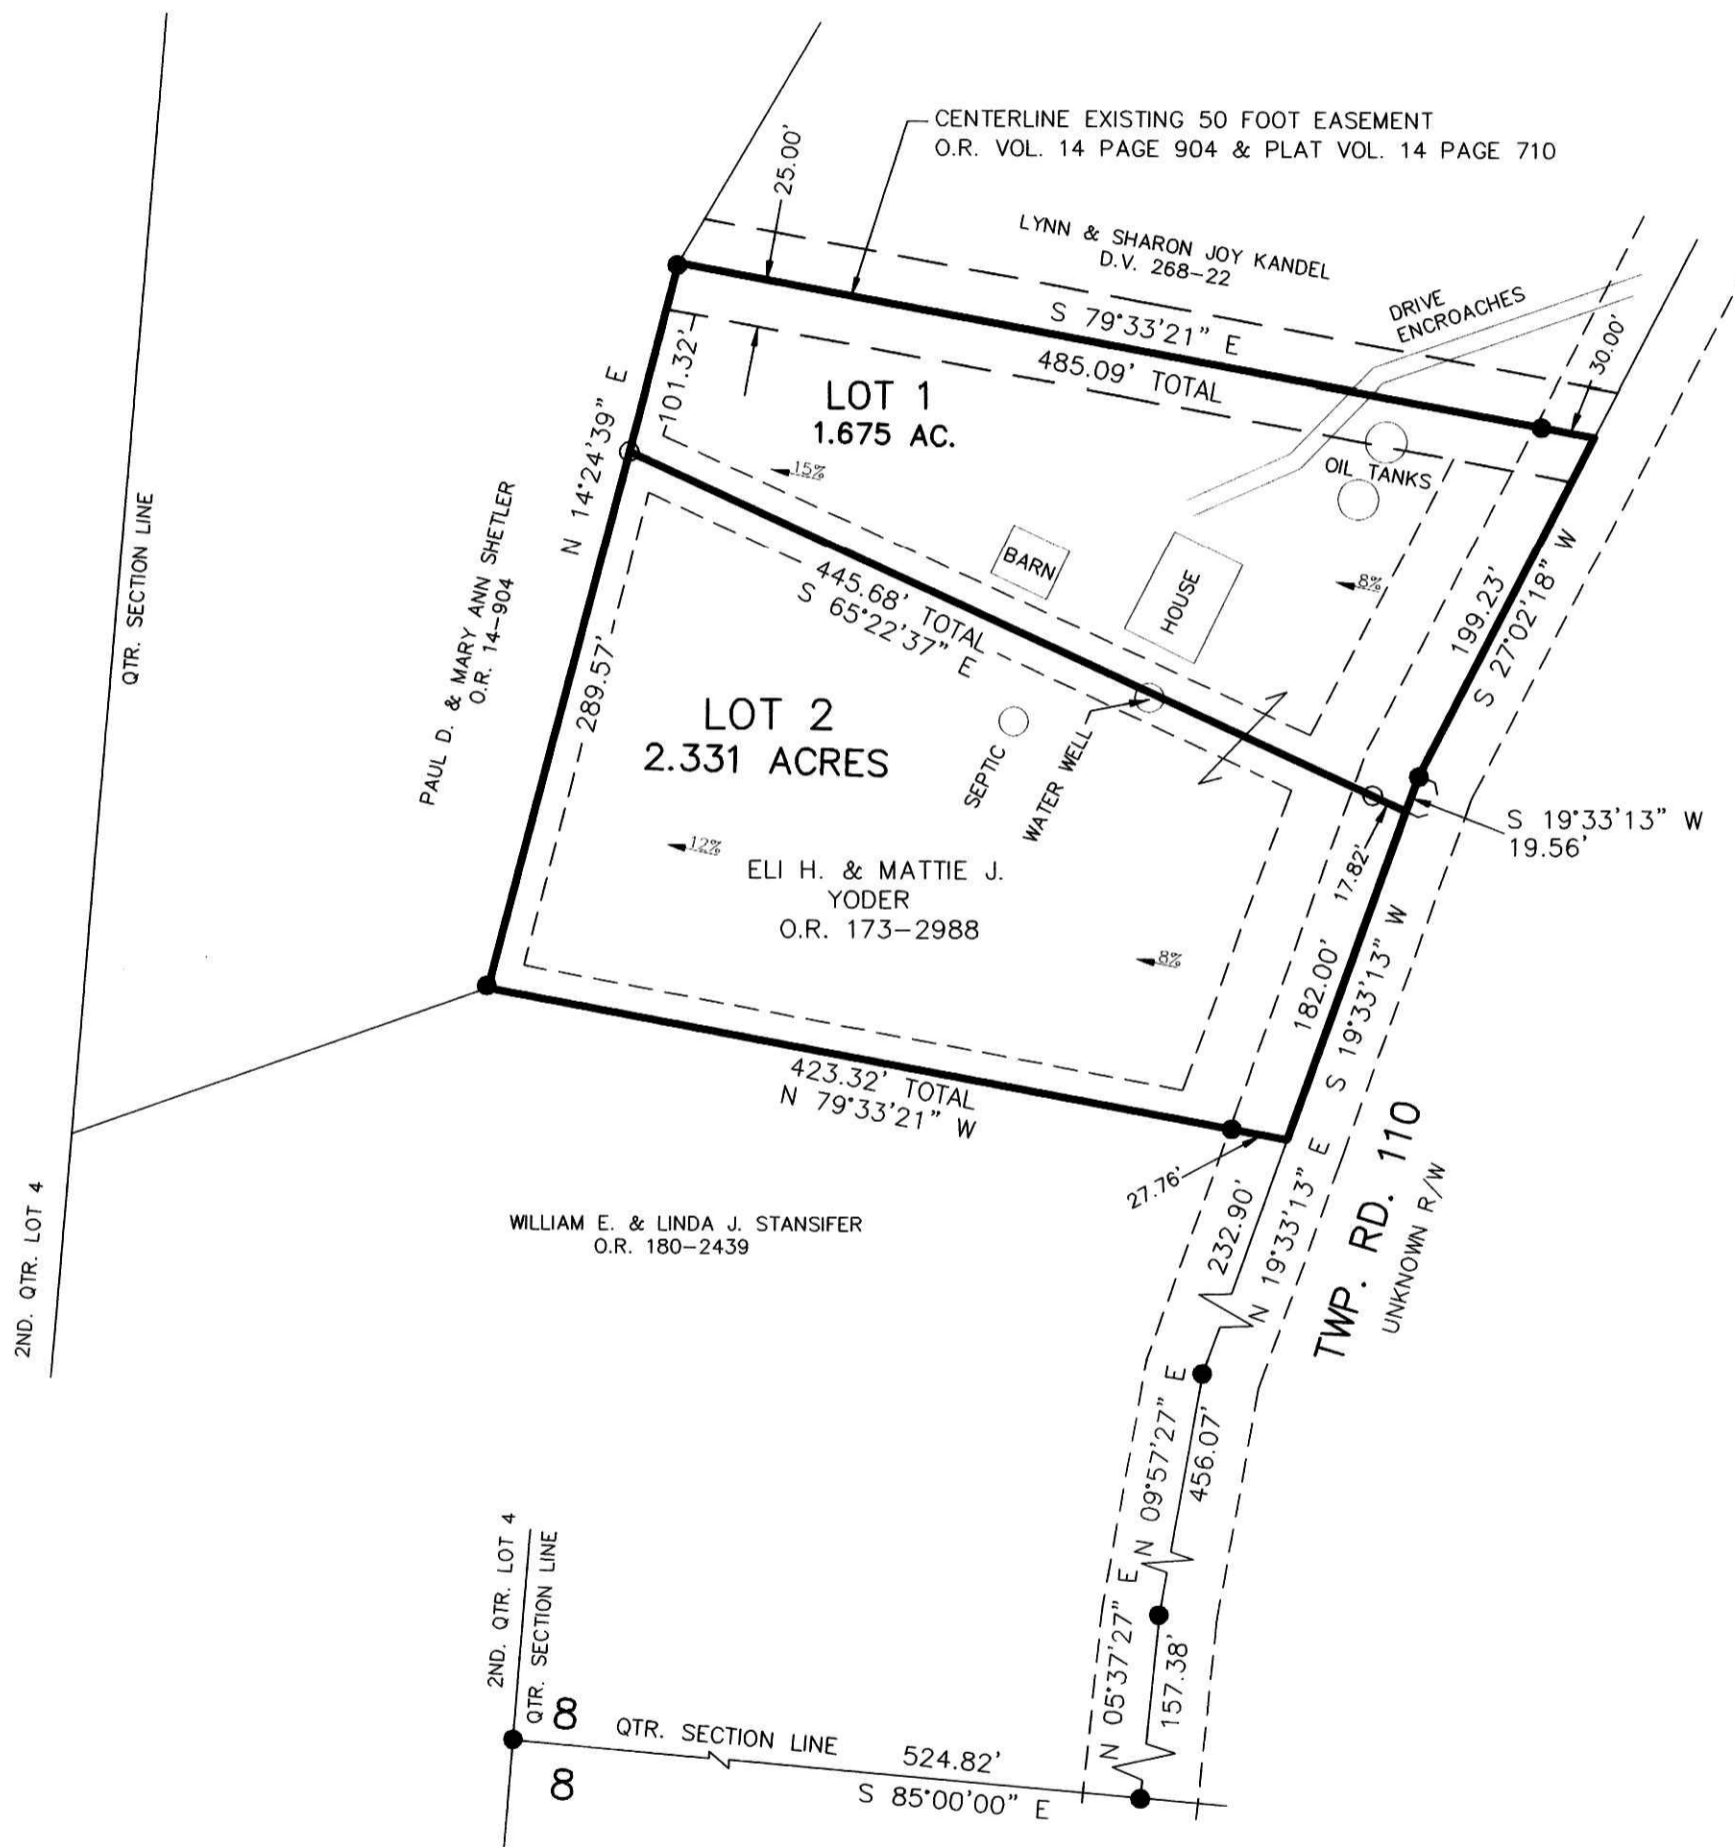 CENTERLINE EXISTING 50 FOOT EASEMENT
O.R. VOL. 14 PAGE 904 & PLAT VOL. 14 PAGE 710
25.00'
LYNN & SHARON JOY KANDEL
D.V. 268-22
DRIVE
ENCROACHES
S 79°33'21" E
485.09' TOTAL
30.00'
101.32'
LOT 1
1.675 AC.
N 14°24'39" E
15%
OIL TANKS
QTR. SECTION LINE
PAUL D. & MARY ANN SHETLER
O.R. 14-904
BARN
HOUSE
8%
199.23'
S 27°02'18" W
445.68' TOTAL
S 65°22'37" E
289.57'
LOT 2
2.331 ACRES
SEPTIC
WATER WELL
S 19°33'13" W
19.56'
17.82'
12%
ELI H. & MATTIE J.
YODER
O.R. 173-2988
8%
182.00'
S 19°33'13" W
423.32' TOTAL
N 79°33'21" W
27.76'
TWP. RD. 110
UNKNOWN R/W
2ND. QTR. LOT 4
WILLIAM E. & LINDA J. STANSIFER
O.R. 180-2439
232.90'
N 19°33'13" E
N 09°57'27" E
456.07'
2ND. QTR. LOT 4
QTR. SECTION LINE
N 05°37'27" E
157.38'
8
8
QTR. SECTION LINE
524.82'
S 85°00'00" E